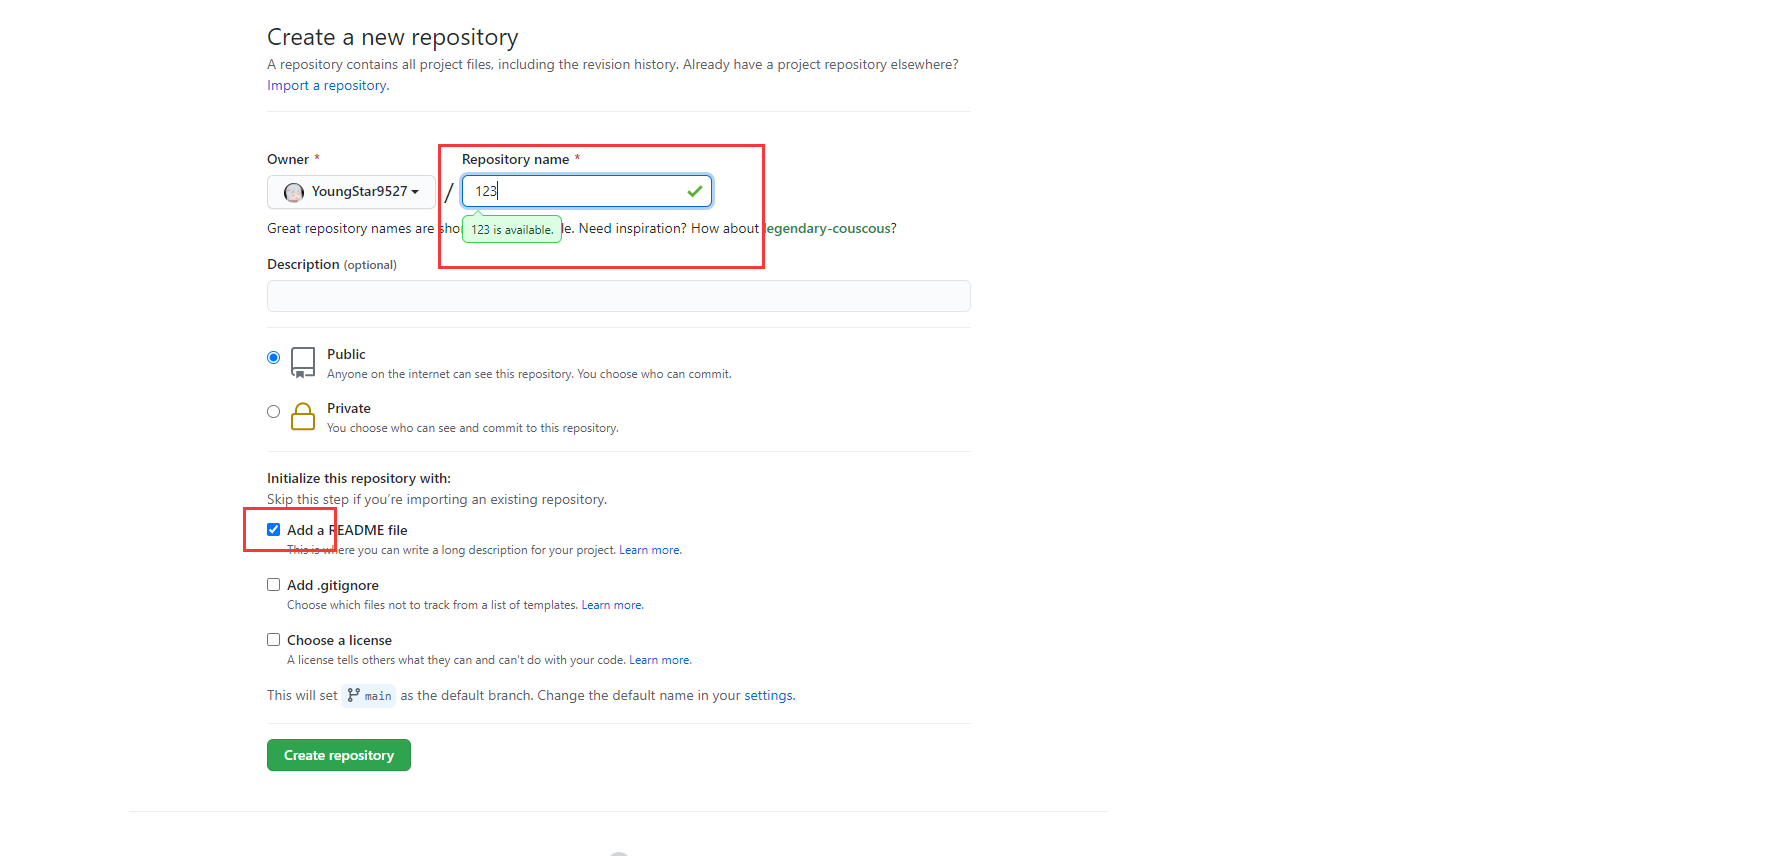 Create a new repository
A repository contains all project files, including the revision history. Already have a project repository elsewhere?
Import a repository.
Owner *
Repository name *
YoungStar9527
/
123
Great repository names are sho
123 is available.
le. Need inspiration? How about legendary-couscous?
Description (optional)
Public
Anyone on the internet can see this repository. You choose who can commit.
Private
You choose who can see and commit to this repository.
Initialize this repository with:
Skip this step if you’re importing an existing repository.
Add a README file
This is where you can write a long description for your project. Learn more.
Add .gitignore
Choose which files not to track from a list of templates. Learn more.
Choose a license
A license tells others what they can and can't do with your code. Learn more.
This will set main as the default branch. Change the default name in your settings.
Create repository